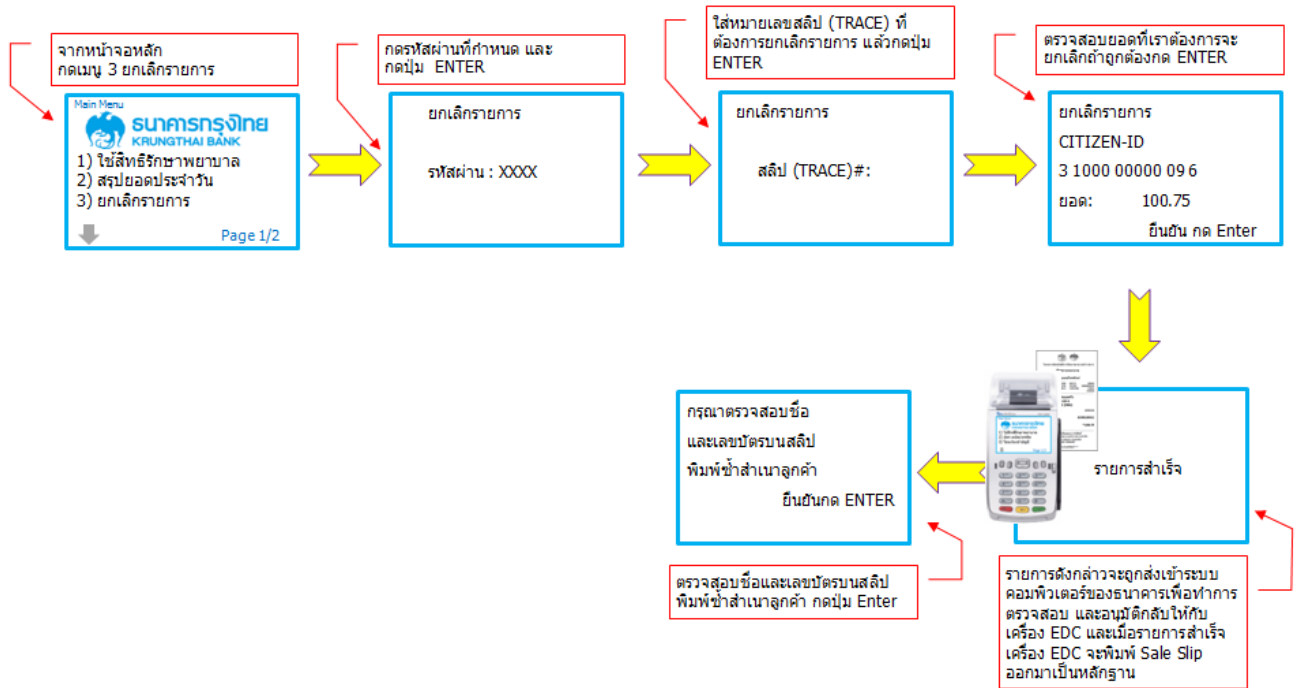 จากหน้าจอหลัก
กดเมนู 3 ยกเลิกรายการ
Main Menu
ธนาคารกรุงไทย
KRUNGTHAI BANK
1) ใช้สิทธิรักษาพยาบาล
2) สรุปยอดประจำวัน
3) ยกเลิกรายการ
Page 1/2
กดรหัสผ่านที่กำหนด และ
กดปุ่ม ENTER
ยกเลิกรายการ
รหัสผ่าน : XXXX
ใส่หมายเลขสลิป (TRACE) ที่
ต้องการยกเลิกรายการ แล้วกดปุ่ม
ENTER
ยกเลิกรายการ
สลิป (TRACE)#:
ตรวจสอบยอดที่เราต้องการจะ
ยกเลิกถ้าถูกต้องกด ENTER
ยกเลิกรายการ
CITIZEN-ID
3 1000 00000 09 6
ยอด: 100.75
ยืนยัน กด Enter
รายการสำเร็จ
รายการดังกล่าวจะถูกส่งเข้าระบบ
คอมพิวเตอร์ของธนาคารเพื่อทำการ
ตรวจสอบ และอนุมัติกลับให้กับ
เครื่อง EDC และเมื่อรายการสำเร็จ
เครื่อง EDC จะพิมพ์ Sale Slip
ออกมาเป็นหลักฐาน
กรุณาตรวจสอบชื่อ
และเลขบัตรบนสลิป
พิมพ์ซ้ำสำเนาลูกค้า
ยืนยันกด ENTER
ตรวจสอบชื่อและเลขบัตรบนสลิป
พิมพ์ซ้ำสำเนาลูกค้า กดปุ่ม Enter